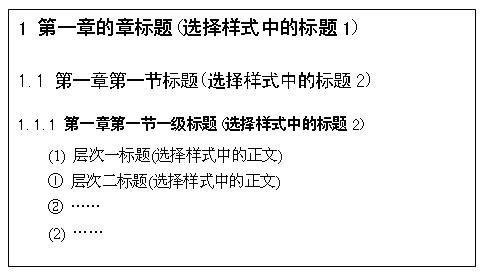 1 第一章的章标题(选择样式中的标题1)
1.1 第一章第一节标题(选择样式中的标题2)
1.1.1 第一章第一节一级标题(选择样式中的标题2)
(1) 层次一标题(选择样式中的正文)
① 层次二标题(选择样式中的正文)
② ……
(2) ……